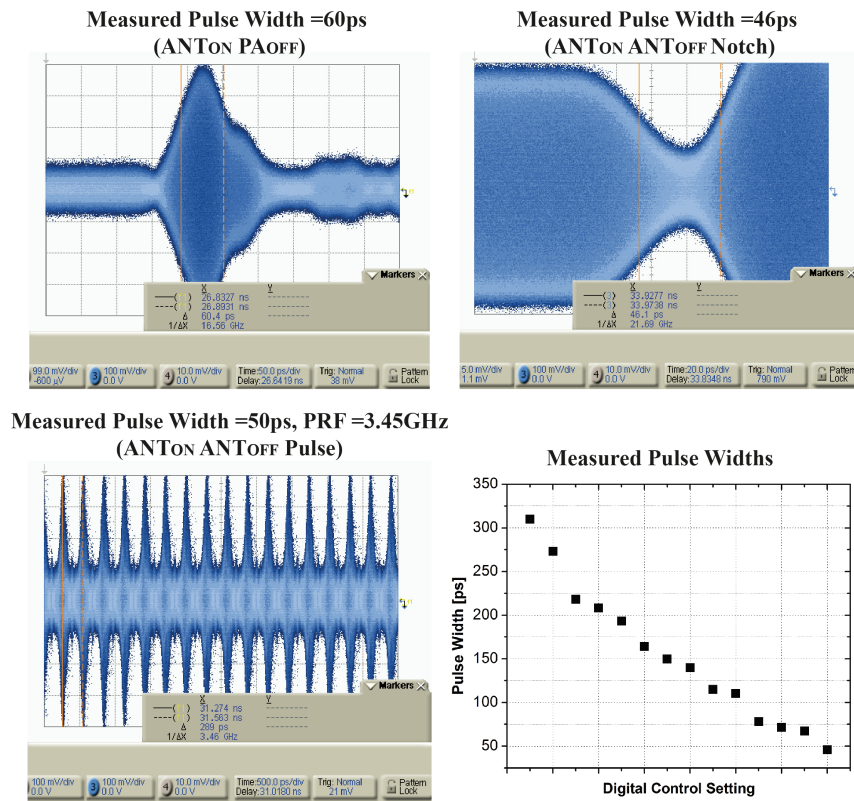 Measured Pulse Width =60ps
(ANTON PAOFF)
Markers
X Y
26.8327 ns
26.8931 ns
Δ 60.4 ps
1/ΔX 16.56 GHz
99.0 mV/div
-600 μV
3 100 mV/div
0.0 V
4 10.0 mV/div
0.0 V
Time:50.0 ps/div
Delay:26.6419 ns
Trig: Normal
38 mV
Pattern
Lock
Measured Pulse Width =46ps
(ANTON ANTOFF Notch)
Markers
X Y
(3) 33.9277 ns
(3) 33.9738 ns
Δ 46.1 ps
1/ΔX 21.69 GHz
5.0 mV/div
1.1 mV
3 100 mV/div
0.0 V
4 10.0 mV/div
0.0 V
Time:20.0 ps/div
Delay:33.8348 ns
Trig: Normal
790 mV
Pattern
Lock
Measured Pulse Width =50ps, PRF =3.45GHz
(ANTON ANTOFF Pulse)
Markers
X Y
31.274 ns
31.563 ns
Δ 289 ps
1/ΔX 3.46 GHz
100 mV/div
0.0 V
3 100 mV/div
0.0 V
4 10.0 mV/div
0.0 V
Time:500.0 ps/div
Delay:31.0180 ns
Trig: Normal
21 mV
Pattern
Lock
Measured Pulse Widths
350
300
250
200
150
100
50
Pulse Width [ps]
Digital Control Setting